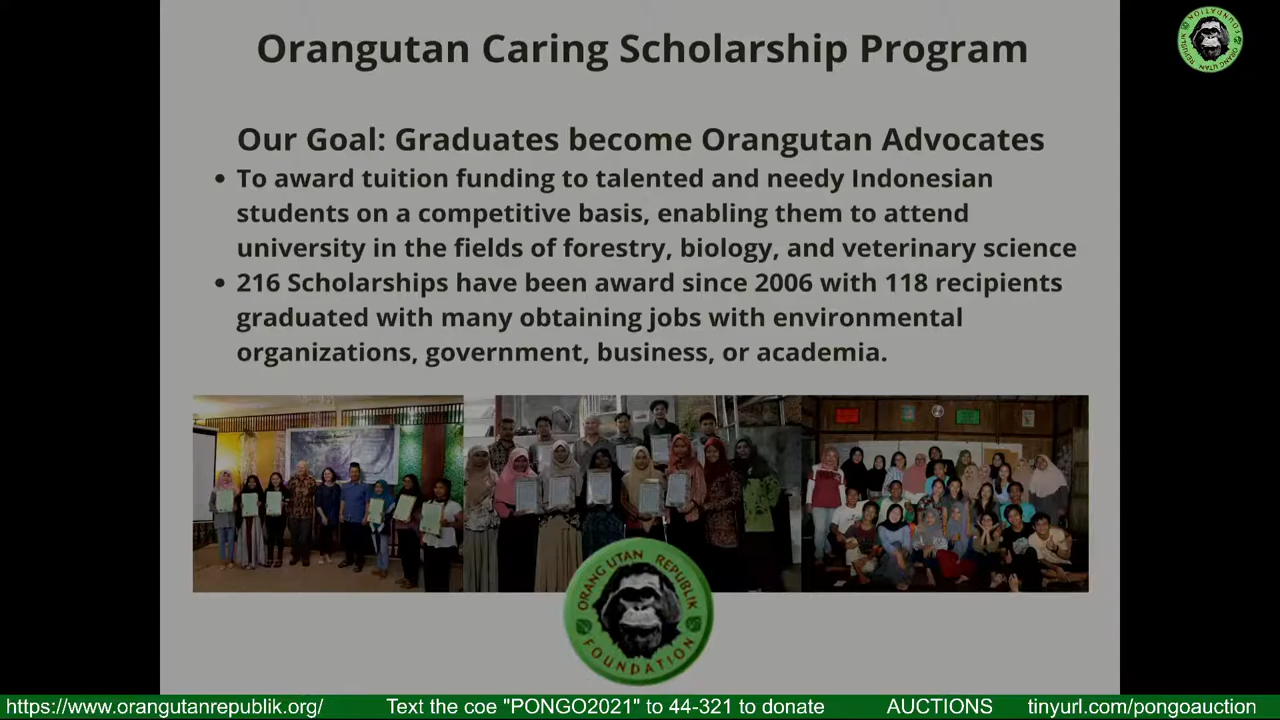 Orangutan Caring Scholarship Program
Our Goal: Graduates become Orangutan Advocates
• To award tuition funding to talented and needy Indonesian
students on a competitive basis, enabling them to attend
university in the fields of forestry, biology, and veterinary science
• 216 Scholarships have been award since 2006 with 118 recipients
graduated with many obtaining jobs with environmental
organizations, government, business, or academia.
ORANG UTAN REPUBLIK
FOUNDATION
ORANG UTAN REPUBLIK
FOUNDATION
https://www.orangutanrepublik.org/ Text the coe "PONGO2021" to 44-321 to donate AUCTIONS tinyurl.com/pongoauction